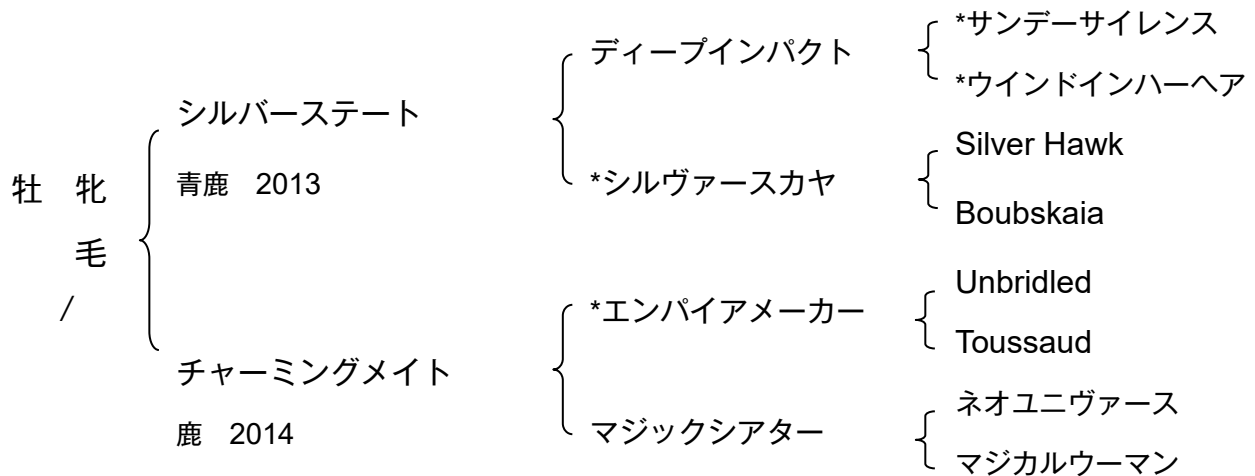 牡 牝
毛
/
シルバーステート
青鹿 2013
チャーミングメイト
鹿 2014
ディープインパクト
*シルヴァースカヤ
*エンパイアメーカー
マジックシアター
*サンデーサイレンス
*ウインドインハーヘア
Silver Hawk
Boubskaia
Unbridled
Toussaud
ネオユニヴァース
マジカルウーマン